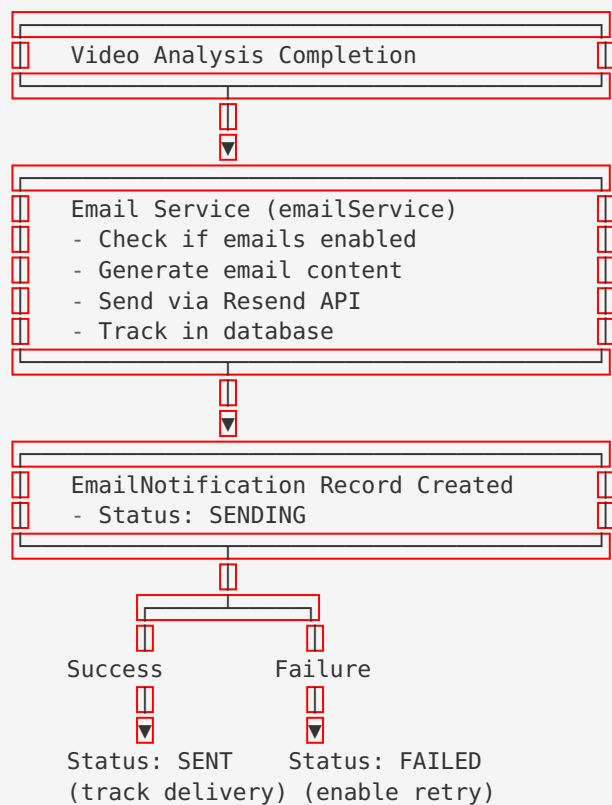 Video Analysis Completion
Email Service (emailService)
- Check if emails enabled
- Generate email content
- Send via Resend API
- Track in database
EmailNotification Record Created
- Status: SENDING
Success Failure
Status: SENT Status: FAILED
(track delivery) (enable retry)